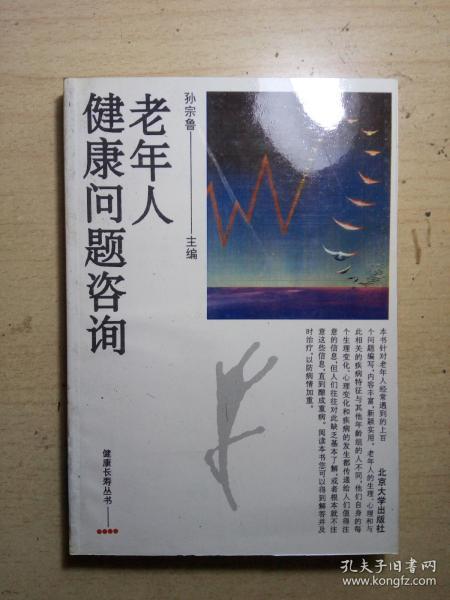 老年人
健康问题咨询
孙宗鲁
主编
本书针对老年人经常遇到的上百
个问题编写，内容丰富，新颖实用。老年人的生理、心理和与
此相关的疾病特征与其他年龄组的人不同，他们自身的每
个生理变化、心理变化和疾病的发生都传递给人们值得注
意的信息，但人们往往对此缺乏基本了解，或者根本就不注
意这些信息，直到酿成重病。阅读本书您可以得到解答并及
时治疗，以防病情加重。
北京大学出版社
健康长寿丛书
孔夫子旧书网
www.kongfz.com